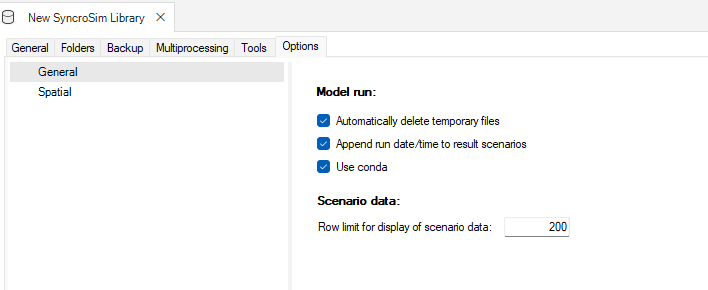 New SyncroSim Library
General Folders Backup Multiprocessing Tools Options
General
Spatial
Model run:
Automatically delete temporary files
Append run date/time to result scenarios
Use conda
Scenario data:
Row limit for display of scenario data: 200